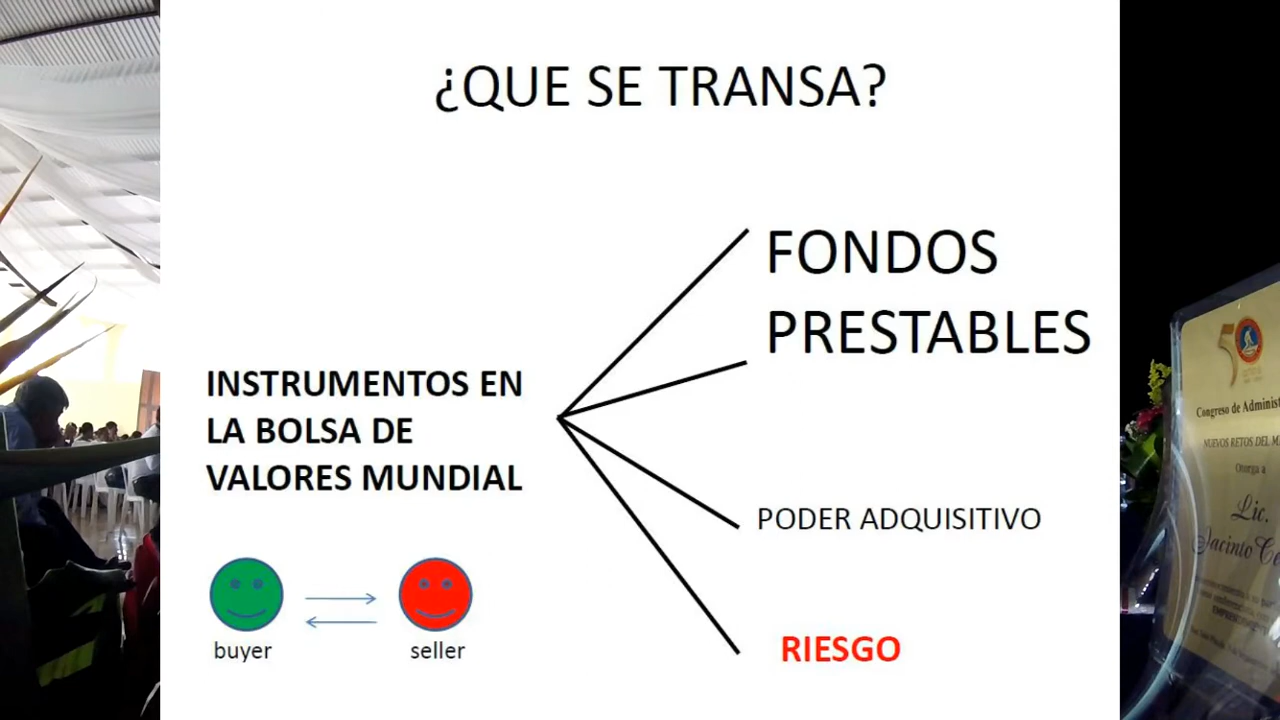 ¿QUE SE TRANSA?
FONDOS
PRESTABLES
INSTRUMENTOS EN
LA BOLSA DE
VALORES MUNDIAL
PODER ADQUISITIVO
RIESGO
buyer
seller
Congreso de Administ
NUEVOS RETOS DEL M
Otorga a
Lic.
Jacinto